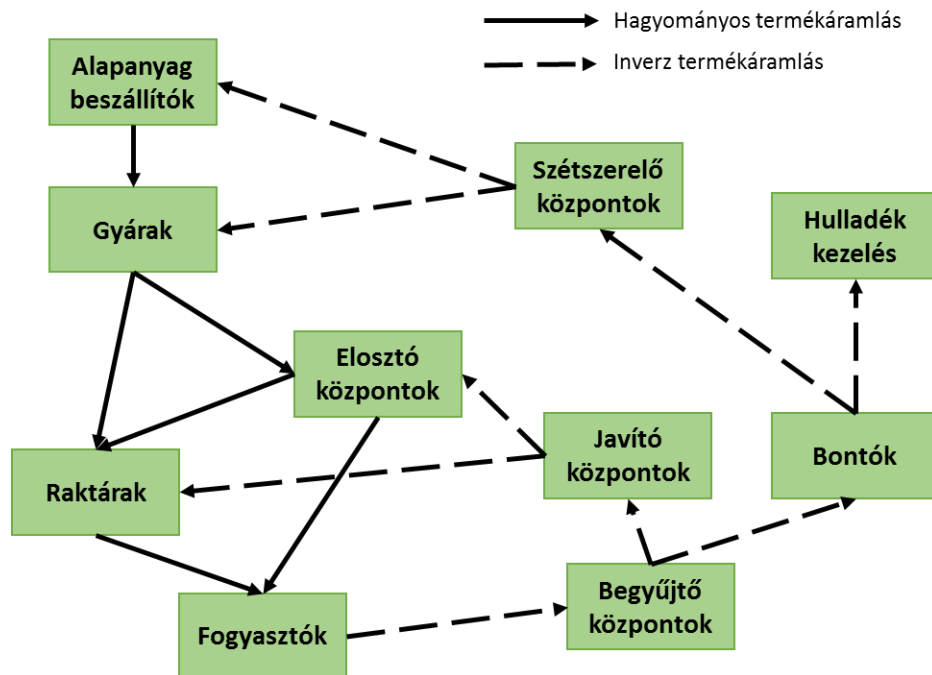 Hagyományos termékáramlás
Inverz termékáramlás
Alapanyag
beszállítók
Szétszerelő
központok
Gyárak
Hulladék
kezelés
Elosztó
központok
Javító
központok
Bontók
Raktárak
Begyűjtő
központok
Fogyasztók